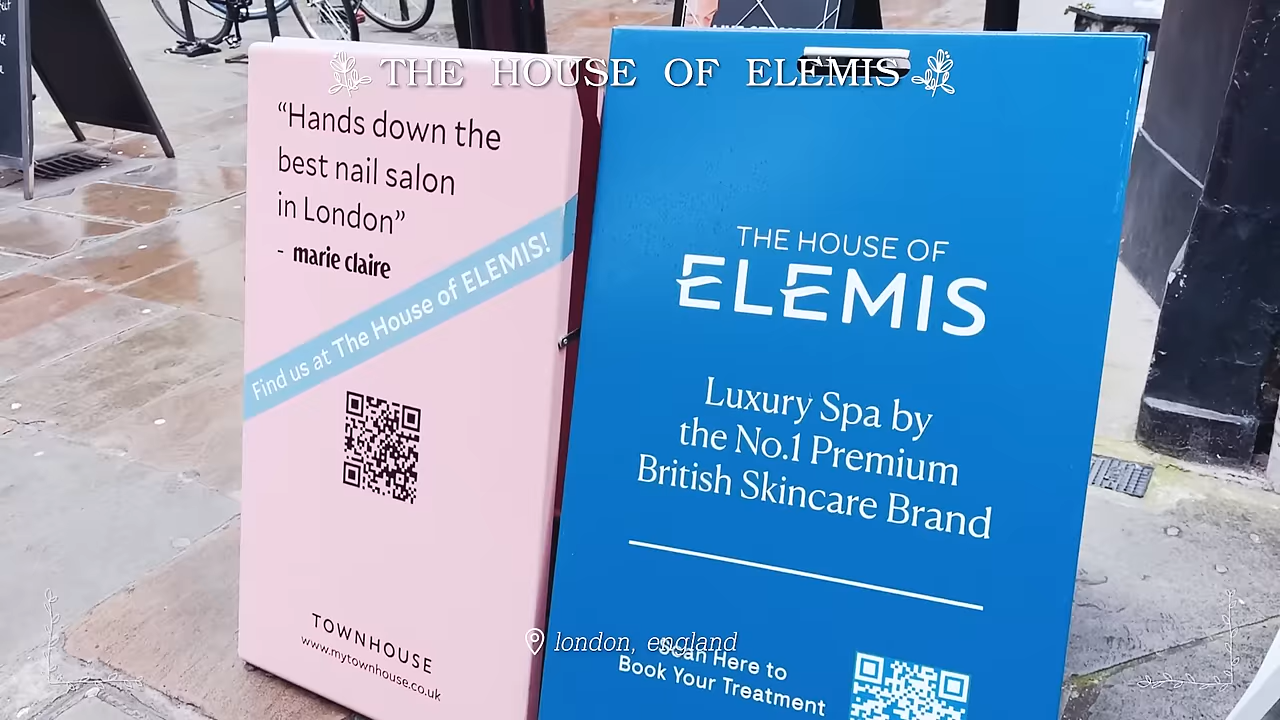 THE HOUSE OF ELEMIS
“Hands down the
best nail salon
in London”
- marie claire
Find us at The House of ELEMIS!
TOWNHOUSE
www.mytownhouse.co.uk
THE HOUSE OF
ELEMIS
Luxury Spa by
the No.1 Premium
British Skincare Brand
Scan Here to
Book Your Treatment
london, england